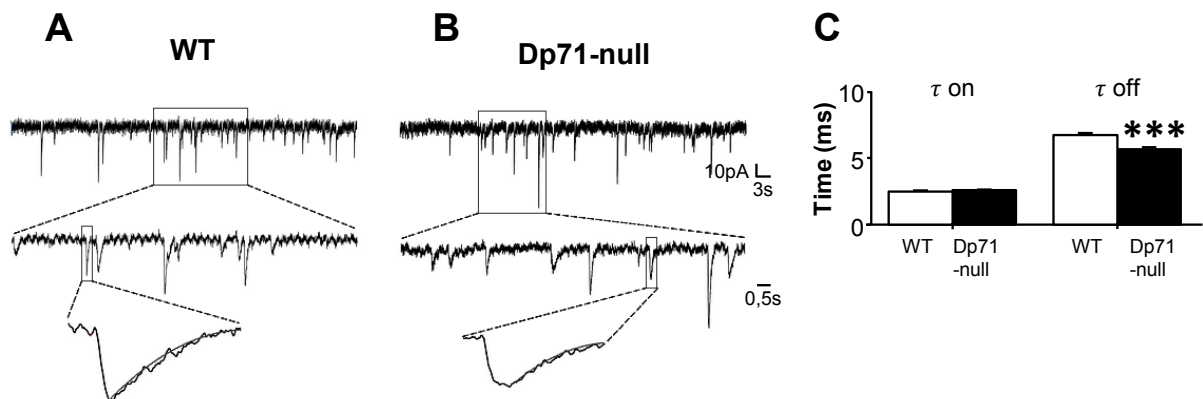 A
WT
B
Dp71-null
10pA
3s
0,5s
C
τ on
τ off
Time (ms)
10
5
0
***
WT
Dp71
-null
WT
Dp71
-null